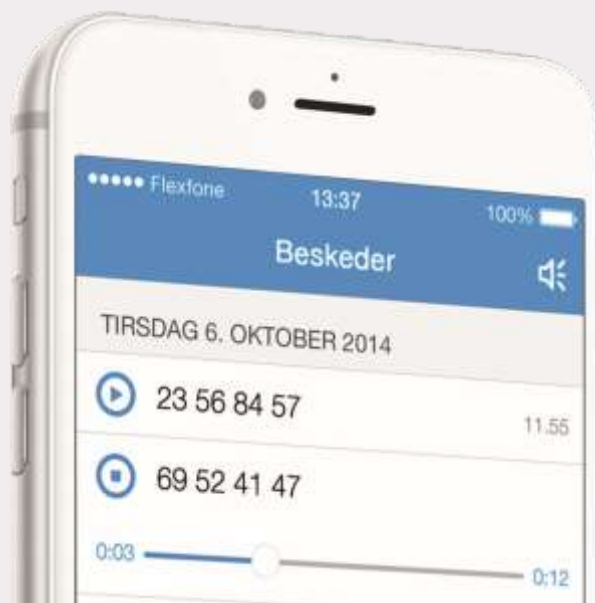 Flexfone 13:37 100%
Beskeder
TIRSDAG 6. OKTOBER 2014
23 56 84 57 11.55
69 52 41 47
0:03 0:12